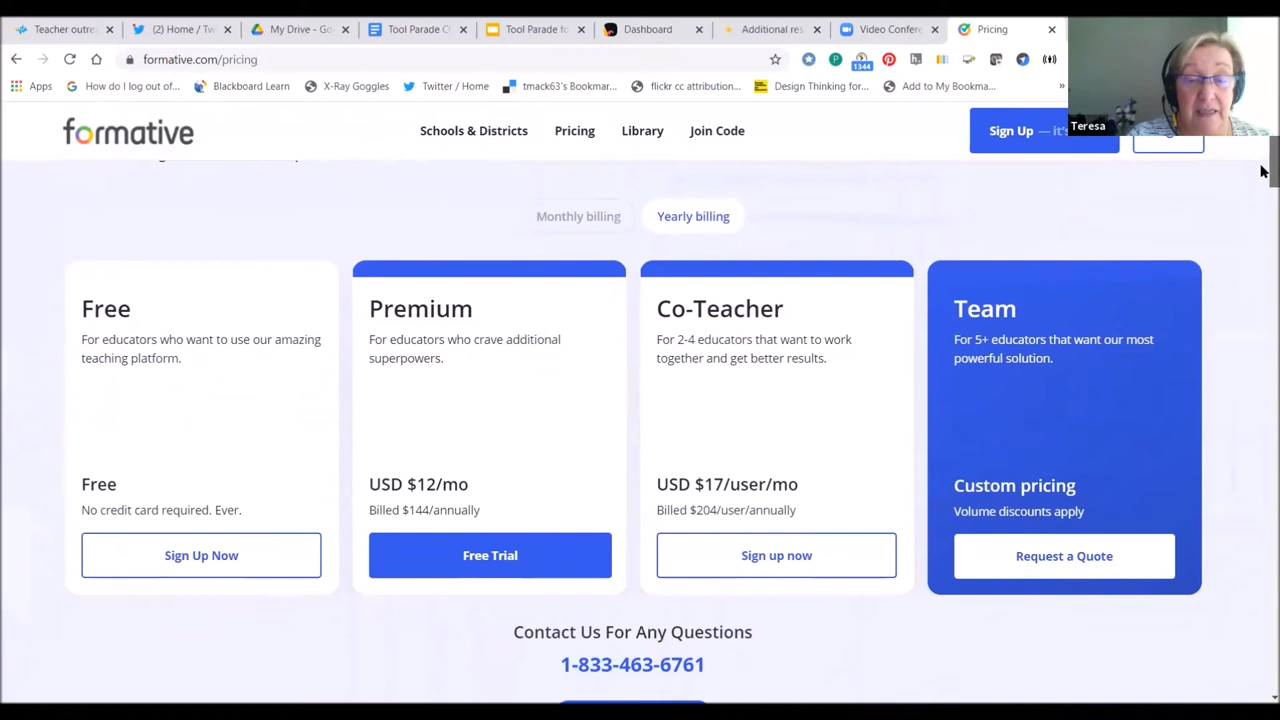 Teacher outre
(2) Home / Tw
My Drive - Go
Tool Parade C
Tool Parade fo
Dashboard
Additional res
Video Confere
Pricing
formative.com/pricing
1344
Apps
How do I log out of...
Blackboard Learn
X-Ray Goggles
Twitter / Home
tmack63's Bookmar...
flickr cc attribution...
Design Thinking for...
Add to My Bookma...
»
Teresa
formative
Schools & Districts
Pricing
Library
Join Code
Sign Up — it's
Monthly billing
Yearly billing
Free
For educators who want to use our amazing
teaching platform.
Free
No credit card required. Ever.
Sign Up Now
Premium
For educators who crave additional
superpowers.
USD $12/mo
Billed $144/annually
Free Trial
Co-Teacher
For 2-4 educators that want to work
together and get better results.
USD $17/user/mo
Billed $204/user/annually
Sign up now
Team
For 5+ educators that want our most
powerful solution.
Custom pricing
Volume discounts apply
Request a Quote
Contact Us For Any Questions
1-833-463-6761